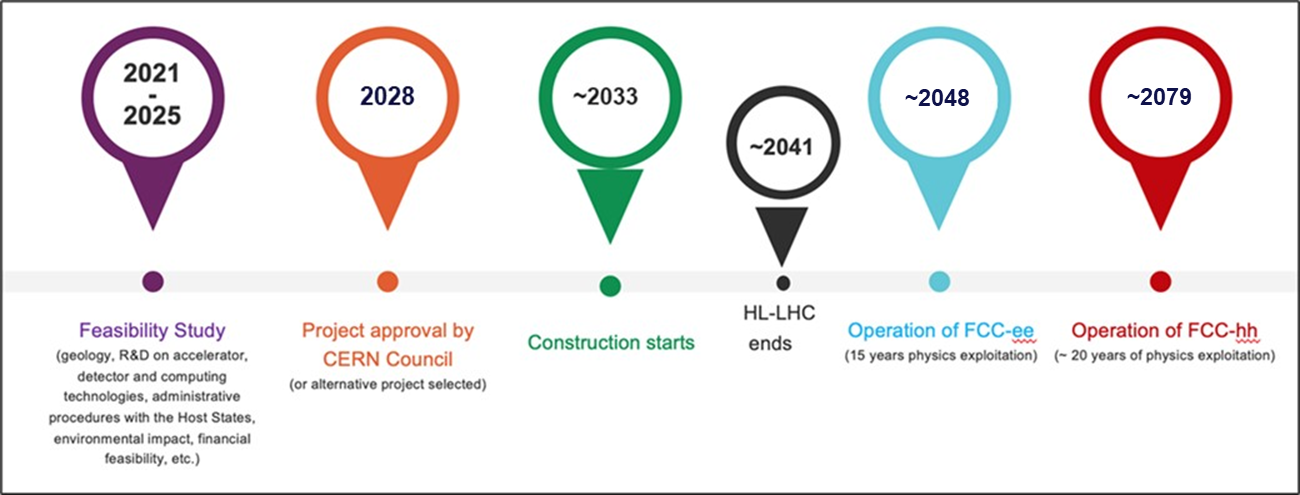 2021
-
2025
2028
~2033
~2041
~2048
~2079
Feasibility Study
(geology, R&D on accelerator,
detector and computing
technologies, administrative
procedures with the Host States,
environmental impact, financial
feasibility, etc.)
Project approval by
CERN Council
(or alternative project selected)
Construction starts
HL-LHC
ends
Operation of FCC-ee
(15 years physics exploitation)
Operation of FCC-hh
(~ 20 years of physics exploitation)